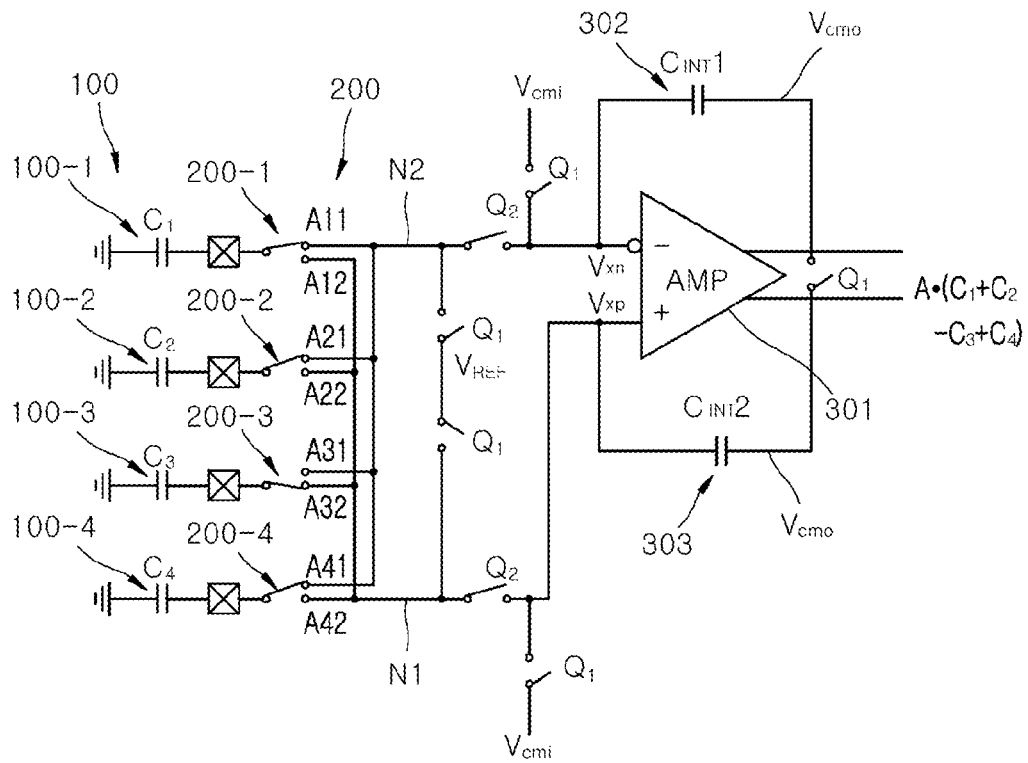 302
Vcmo
CINT1
100
200
Vcmi
100-1
200-1
N2
Q1
C1
A11
Q2
A12
Vxn
−
AMP
Q1
A•(C1+C2
−C3+C4)
100-2
200-2
Vxp
+
C2
A21
Q1
VREF
A22
301
100-3
200-3
CINT2
C3
A31
Q1
A32
100-4
200-4
303
Vcmo
C4
A41
Q2
A42
N1
Q1
Vcmi